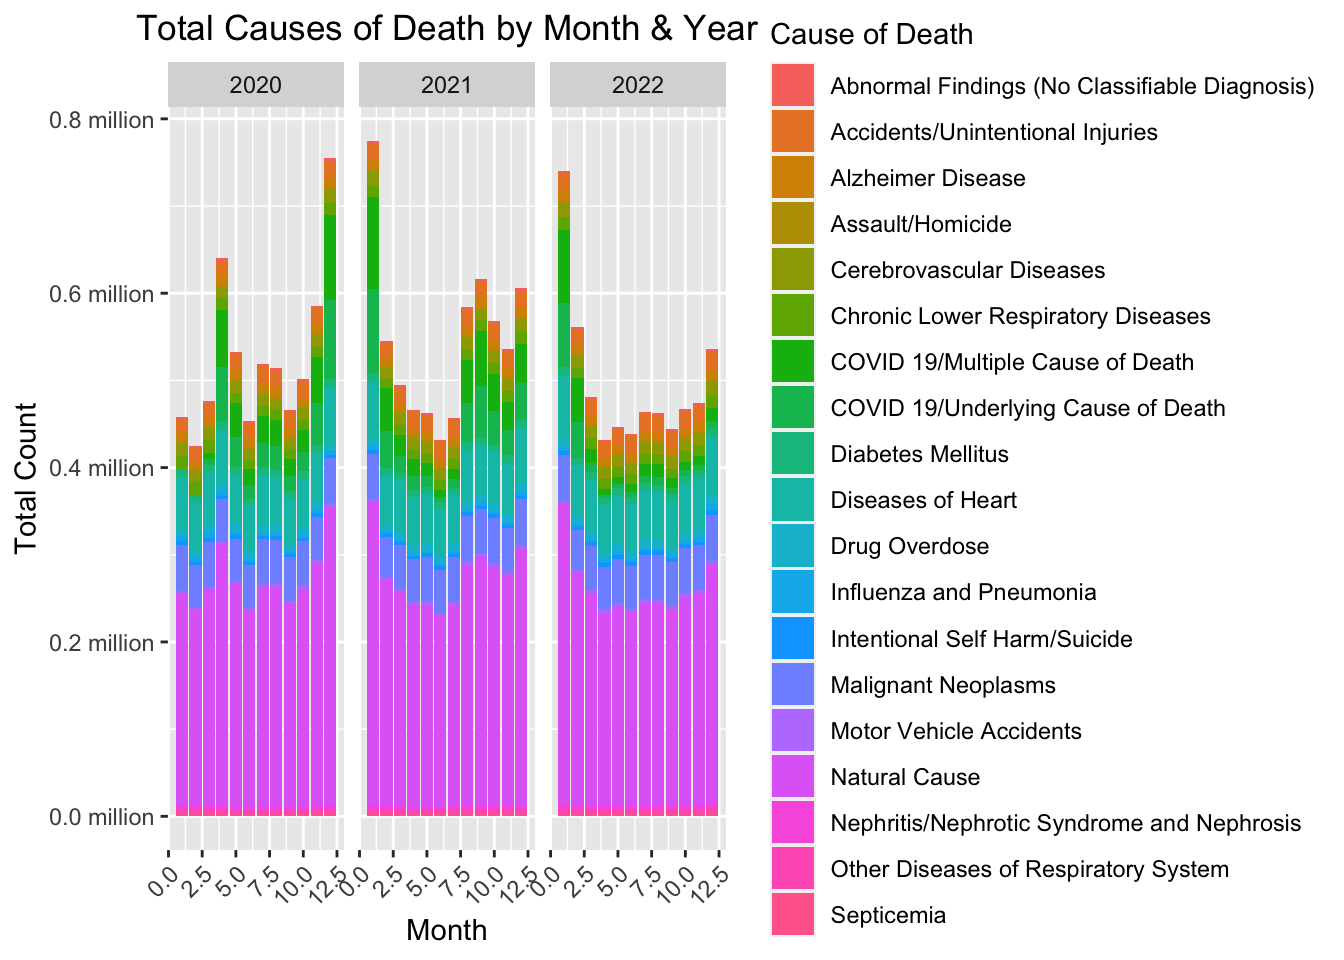 Total Causes of Death by Month & Year
2020
2021
2022
0.8 million
0.6 million
0.4 million
0.2 million
0.0 million
Total Count
0.0 2.5 5.0 7.5 10.0 12.5
0.0 2.5 5.0 7.5 10.0 12.5
0.0 2.5 5.0 7.5 10.0 12.5
Month
Cause of Death
Abnormal Findings (No Classifiable Diagnosis)
Accidents/Unintentional Injuries
Alzheimer Disease
Assault/Homicide
Cerebrovascular Diseases
Chronic Lower Respiratory Diseases
COVID 19/Multiple Cause of Death
COVID 19/Underlying Cause of Death
Diabetes Mellitus
Diseases of Heart
Drug Overdose
Influenza and Pneumonia
Intentional Self Harm/Suicide
Malignant Neoplasms
Motor Vehicle Accidents
Natural Cause
Nephritis/Nephrotic Syndrome and Nephrosis
Other Diseases of Respiratory System
Septicemia